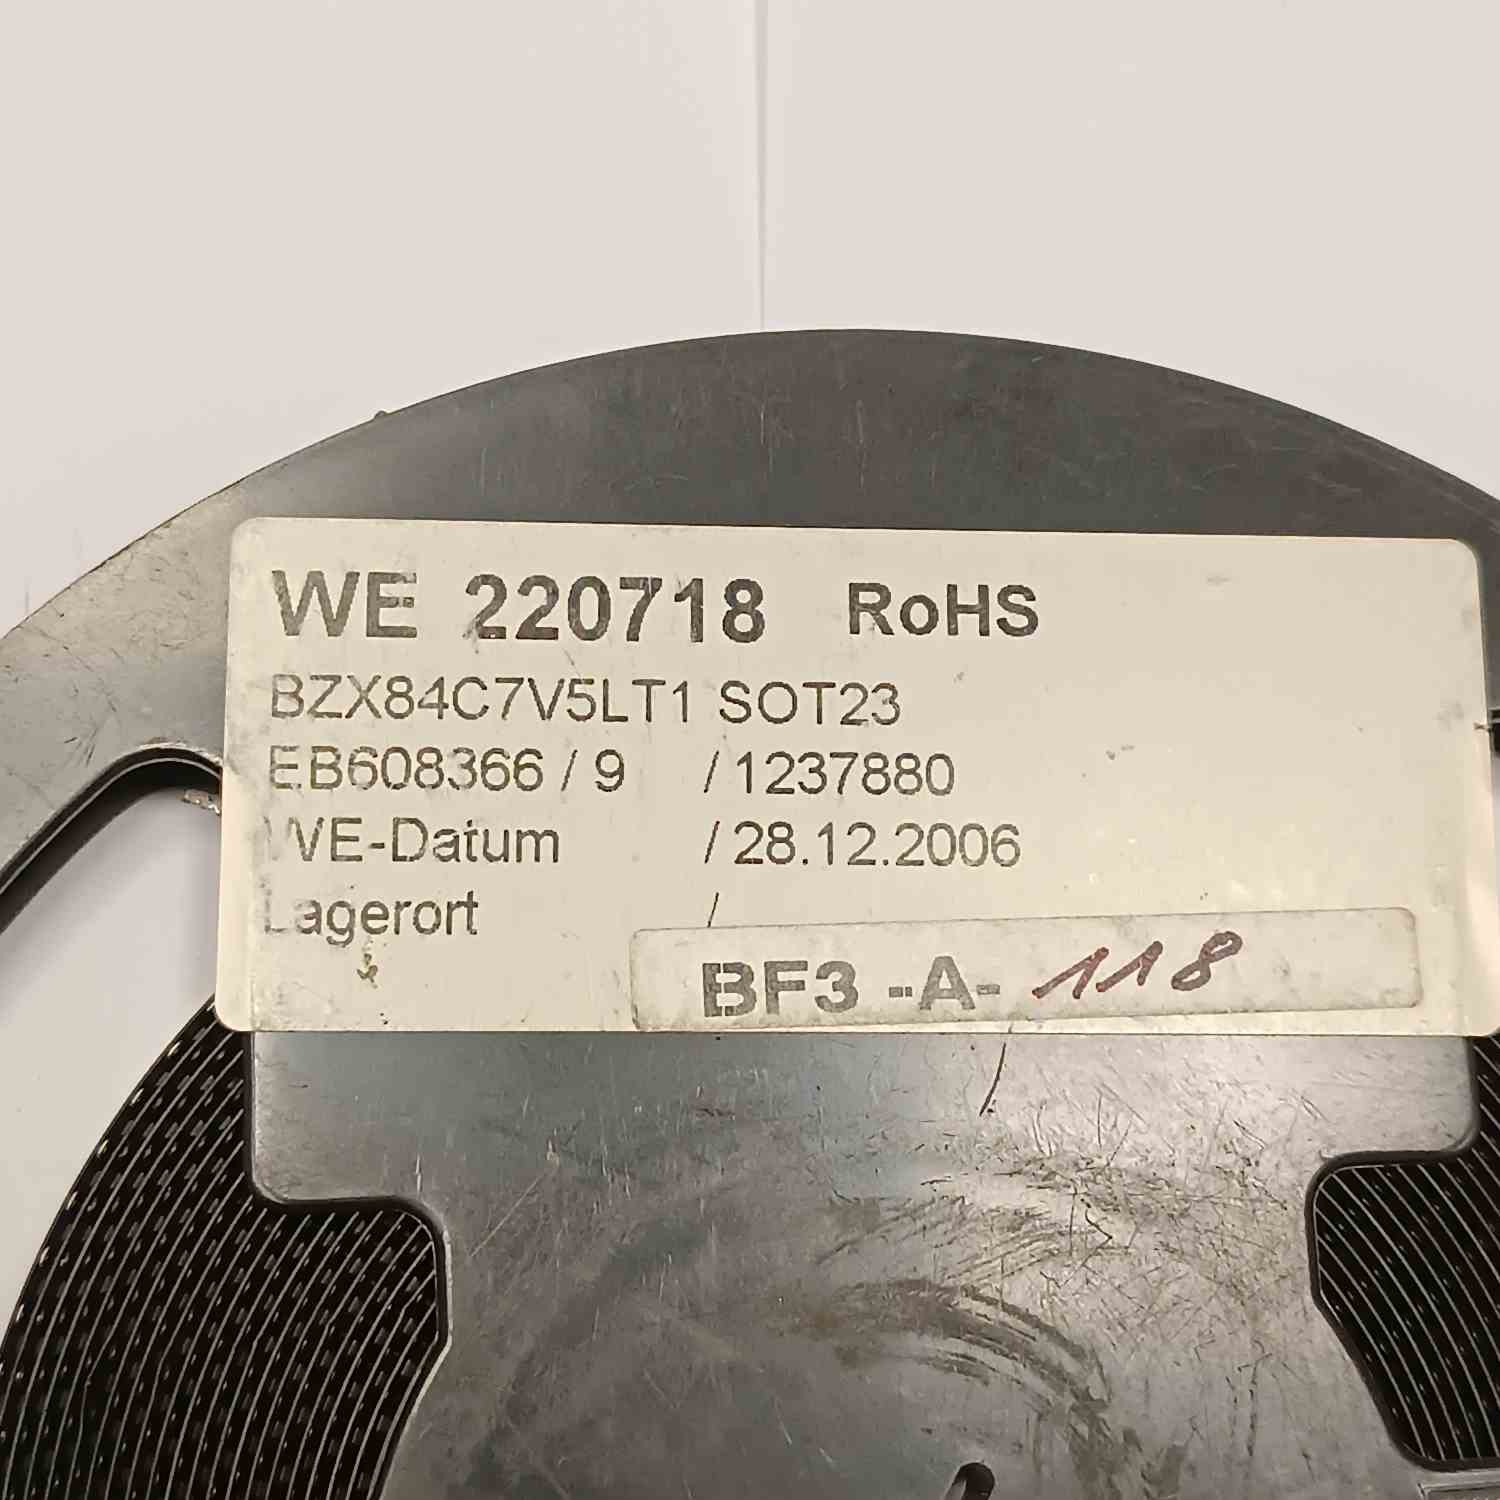 WE 220718 RoHS
BZX84C7V5LT1 SOT23
EB608366 / 9 / 1237880
WE-Datum / 28.12.2006
Lagerort /
BF3 -A- 118